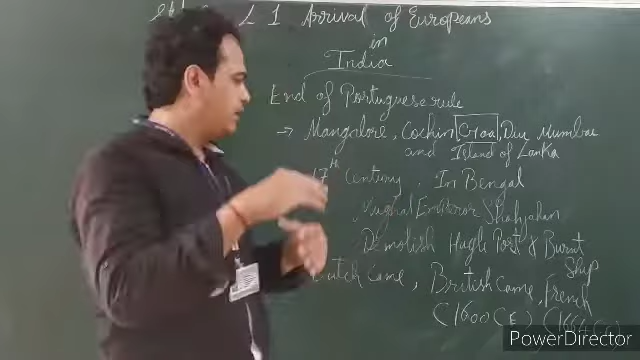 L 1 Arrival of Europeans
in
India
End of Portuguese rule
→ Mangalore, Cochin, Goa, Diu, Mumbai
and Island of Lanka
17th Century, In Bengal
Mughal Emperor Shahjahan
Demolish Hugli Port & Burnt
Ship
Dutch Came, British Came, French
(1600 CE) (1664 CE)
PowerDirector